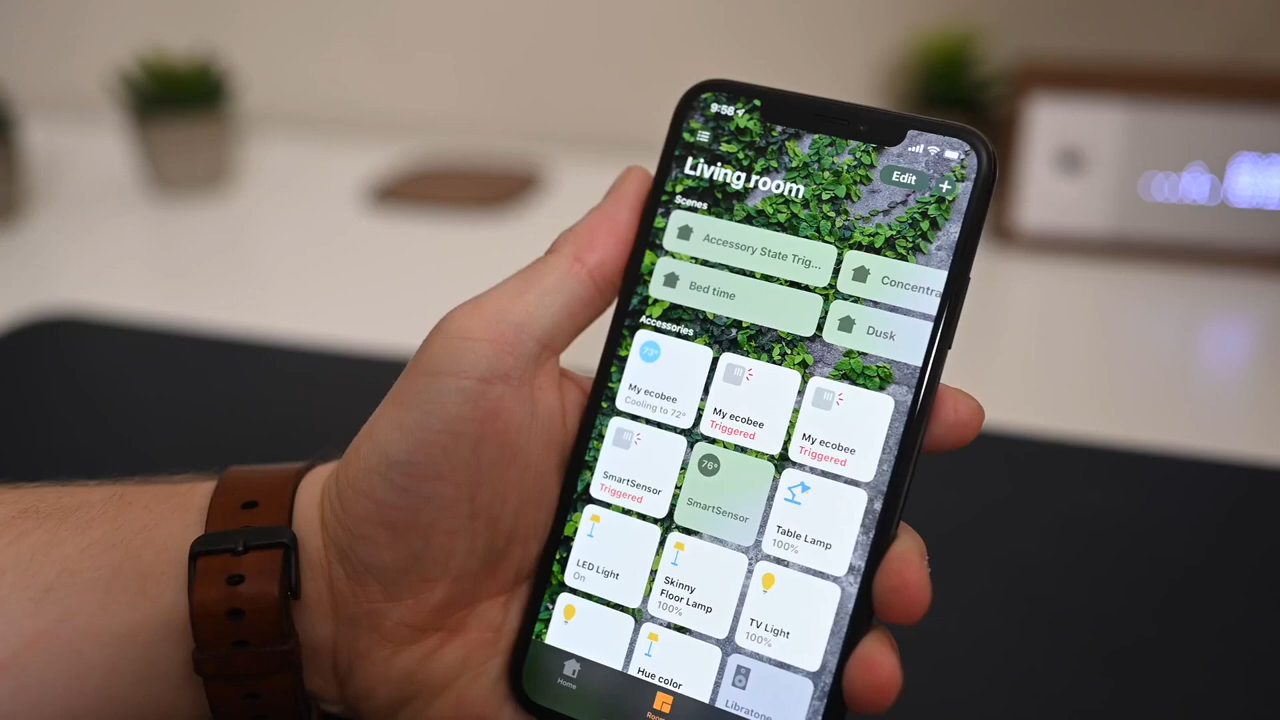 9:58
Living room
Edit +
Scenes
Accessory State Trig...
Concentra
Bed time
Dusk
Accessories
73°
My ecobee
Cooling to 72°
My ecobee
Triggered
My ecobee
Triggered
SmartSensor
Triggered
76°
SmartSensor
Table Lamp
100%
LED Light
On
Skinny
Floor Lamp
100%
TV Light
100%
Hue color
Libratone
Home
Room